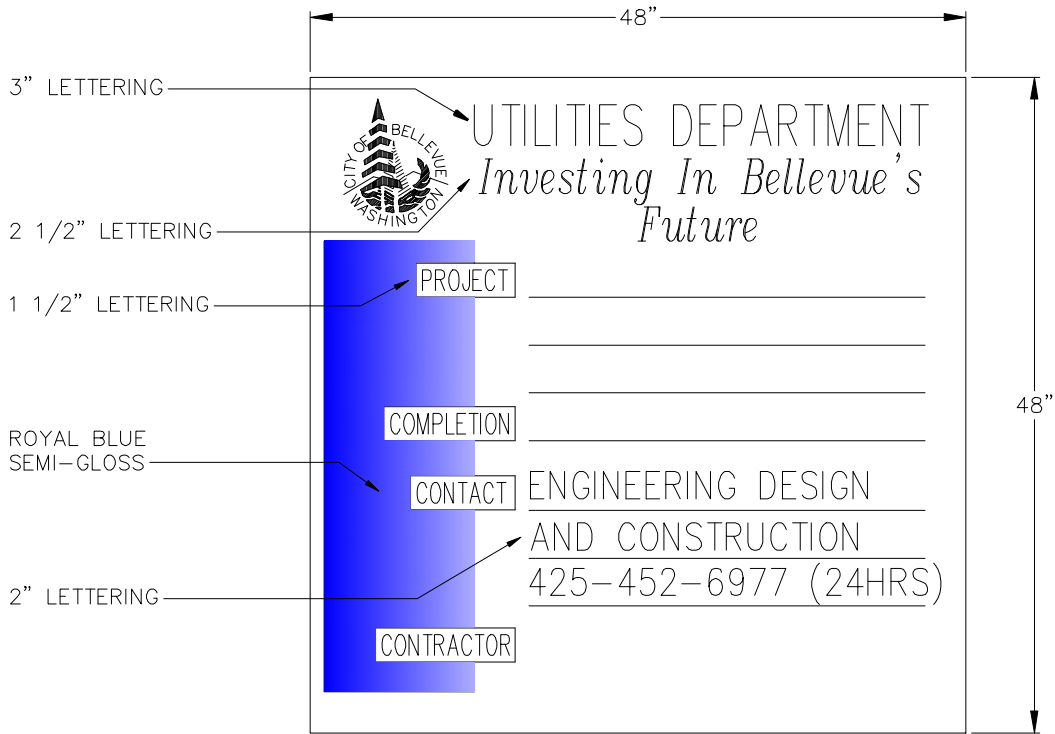 48”
3” LETTERING
UTILITIES DEPARTMENT
CITY OF BELLEVUE
WASHINGTON
Investing In Bellevue's
Future
2 1/2” LETTERING
PROJECT
1 1/2” LETTERING
48”
COMPLETION
ROYAL BLUE
SEMI-GLOSS
CONTACT
ENGINEERING DESIGN
AND CONSTRUCTION
425-452-6977 (24HRS)
2” LETTERING
CONTRACTOR